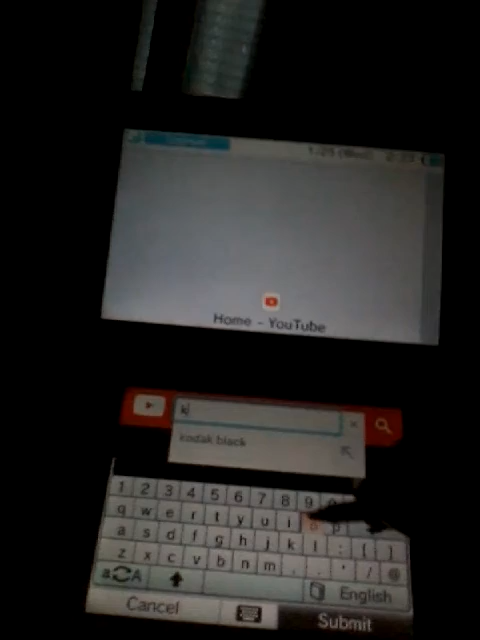 Home - YouTube
k
kodak black
1 2 3 4 5 6 7 8 9
q w e r t y u i o p
a s d f g h j k l : [ ]
z x c v b n m , . ' / @
a A English
Cancel Submit